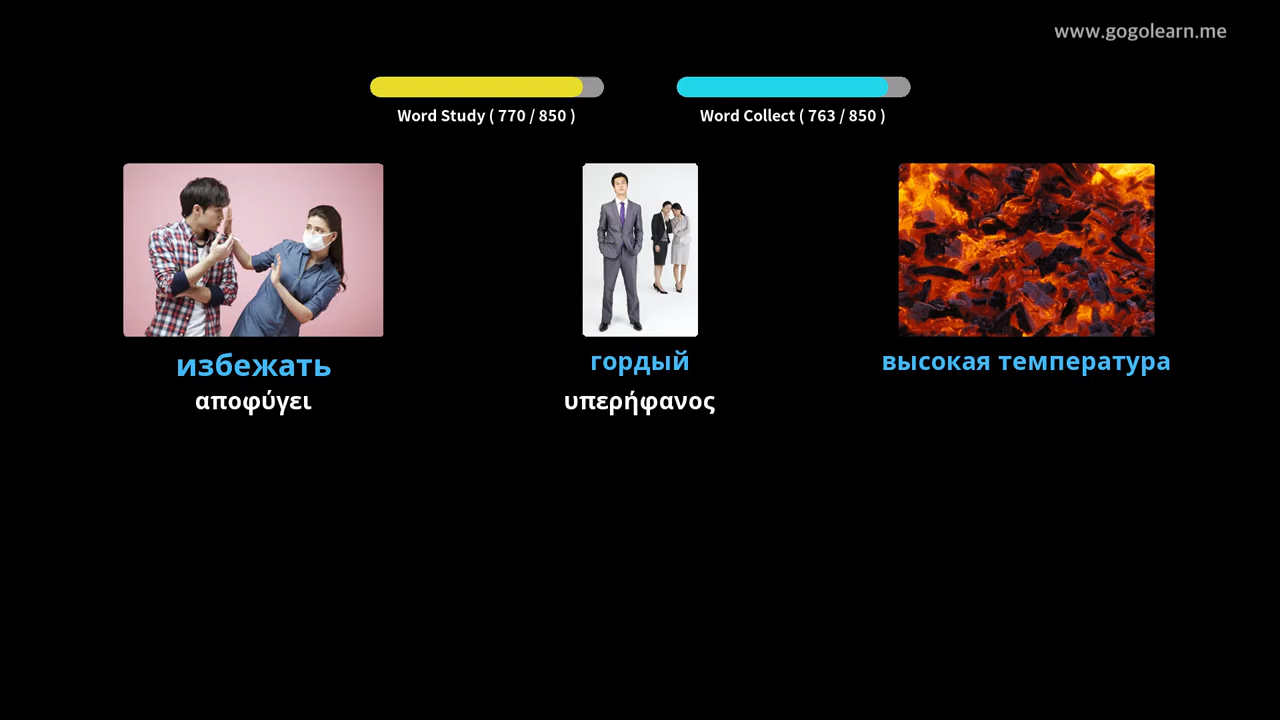 www.gogolearn.me
Word Study ( 770 / 850 )
Word Collect ( 763 / 850 )
избежать
гордый
высокая температура
αποφύγει
υπερήφανος